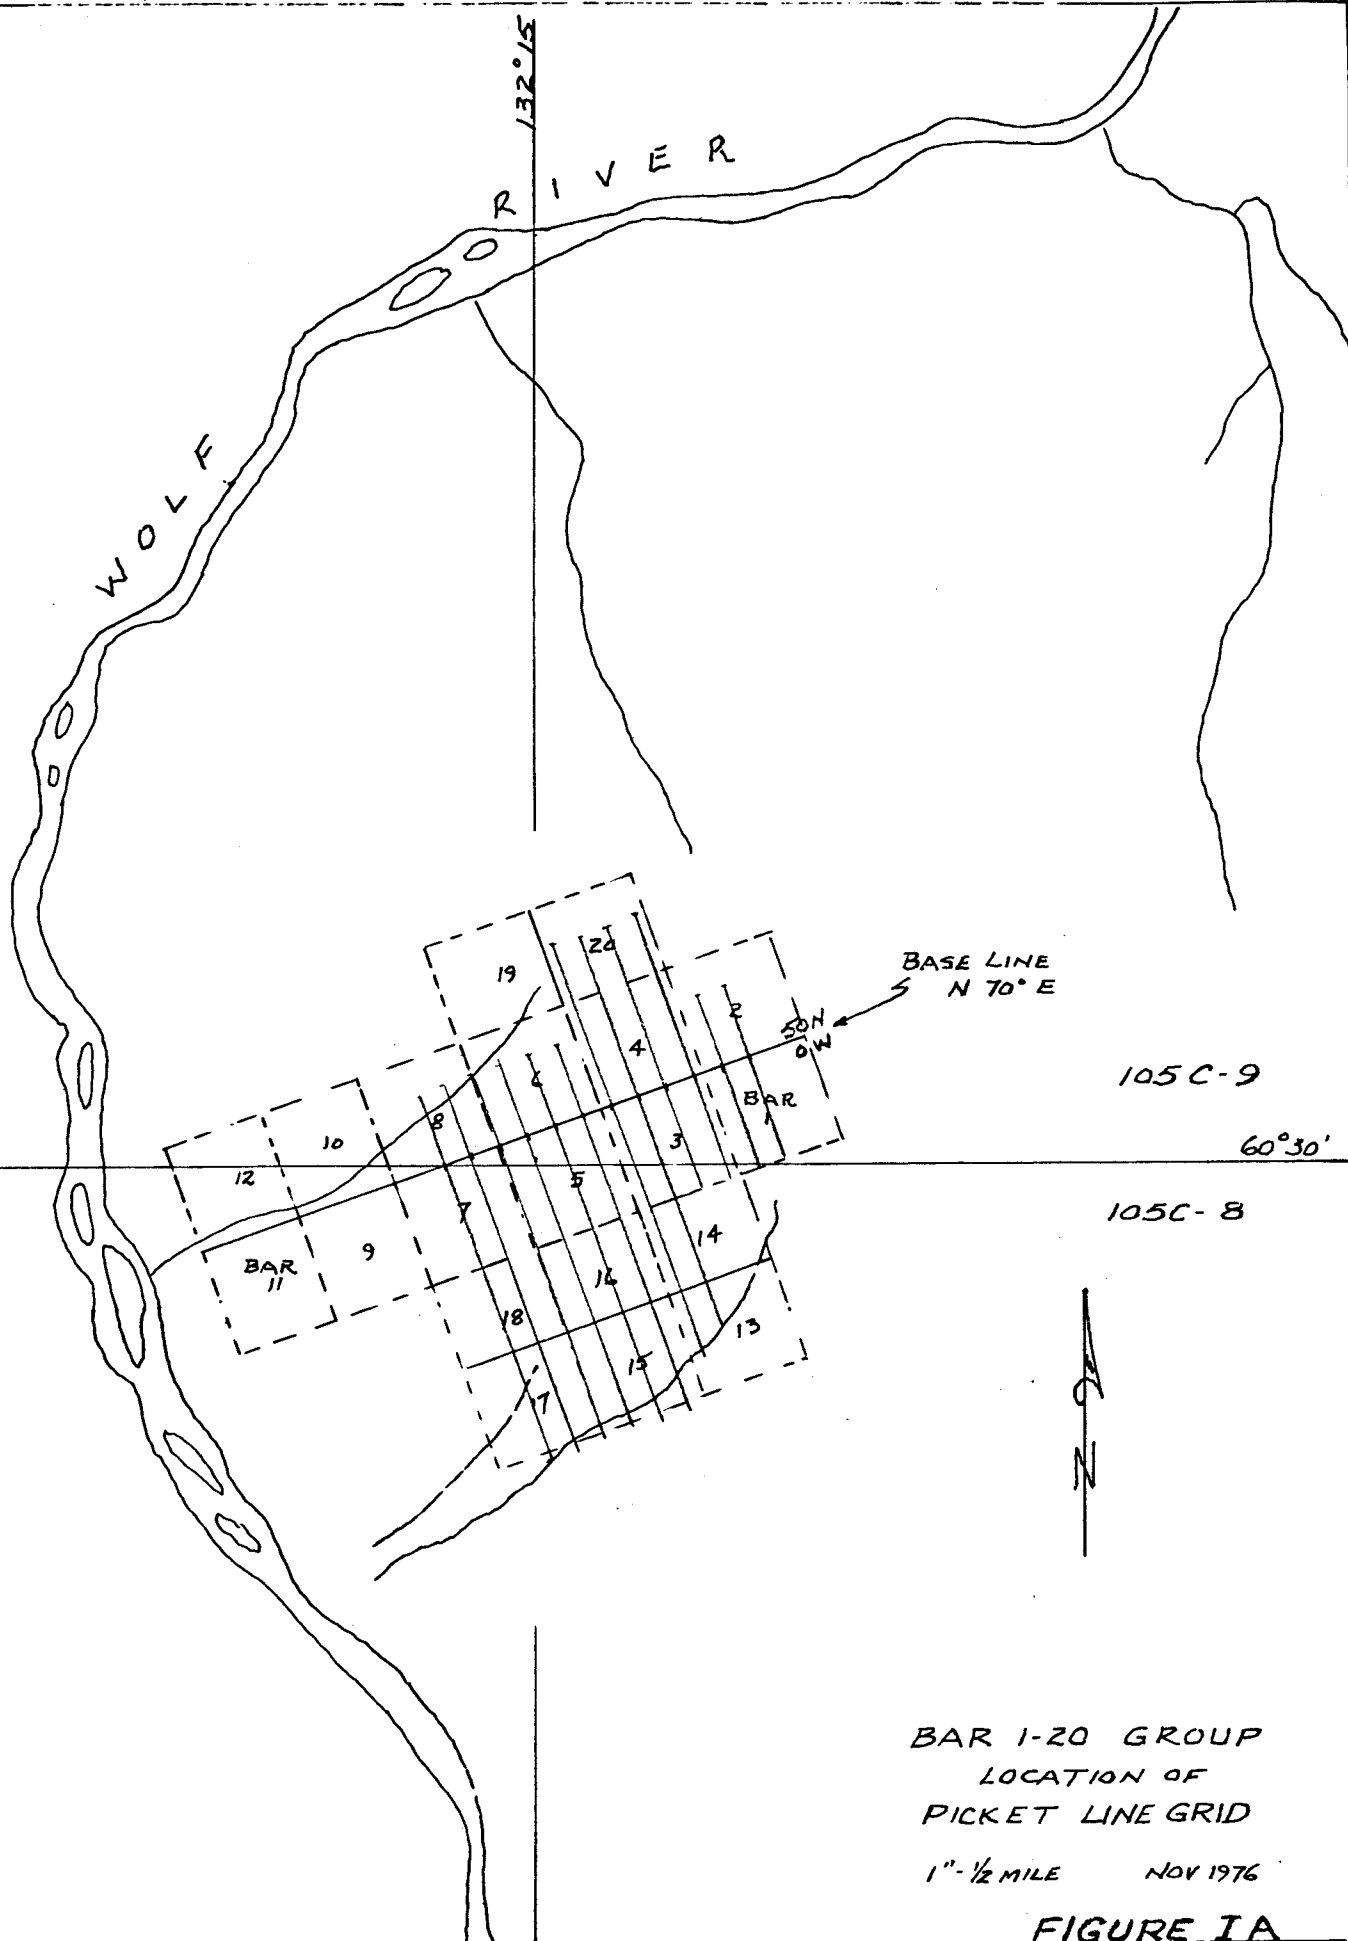 132°15
WOLF RIVER
19
20
2
BASE LINE
N 70° E
50N
0 W
4
6
BAR
1
105C-9
8
10
3
60°30'
12
5
105C-8
7
14
9
BAR
11
16
18
13
15
17
N
BAR 1-20 GROUP
LOCATION OF
PICKET LINE GRID
1"-½ MILE NOV 1976
FIGURE IA